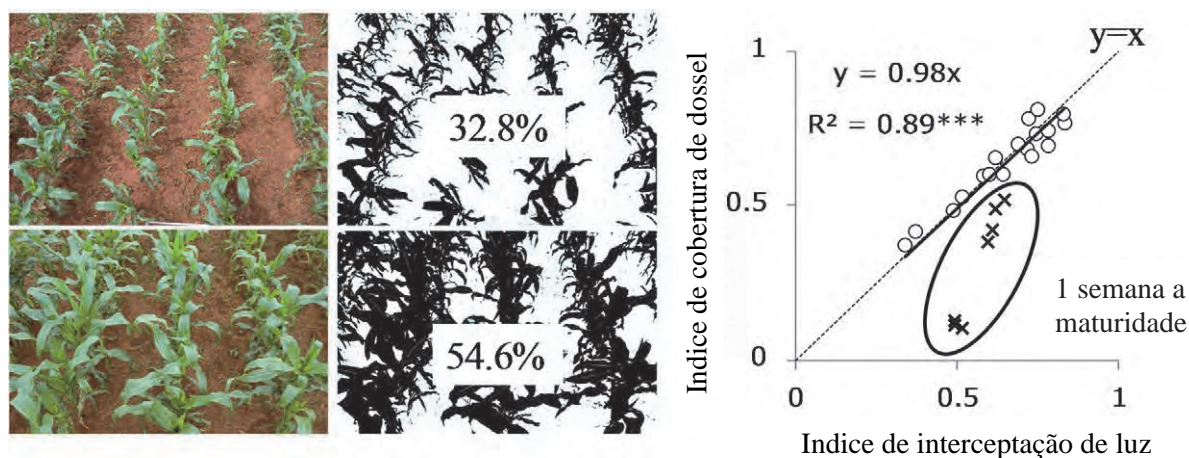 32.8%
54.6%
y=x
y = 0.98x
R² = 0.89***
Indice de cobertura de dossel
1
0.5
0
1 semana a
maturidade
0
0.5
1
Indice de interceptação de luz